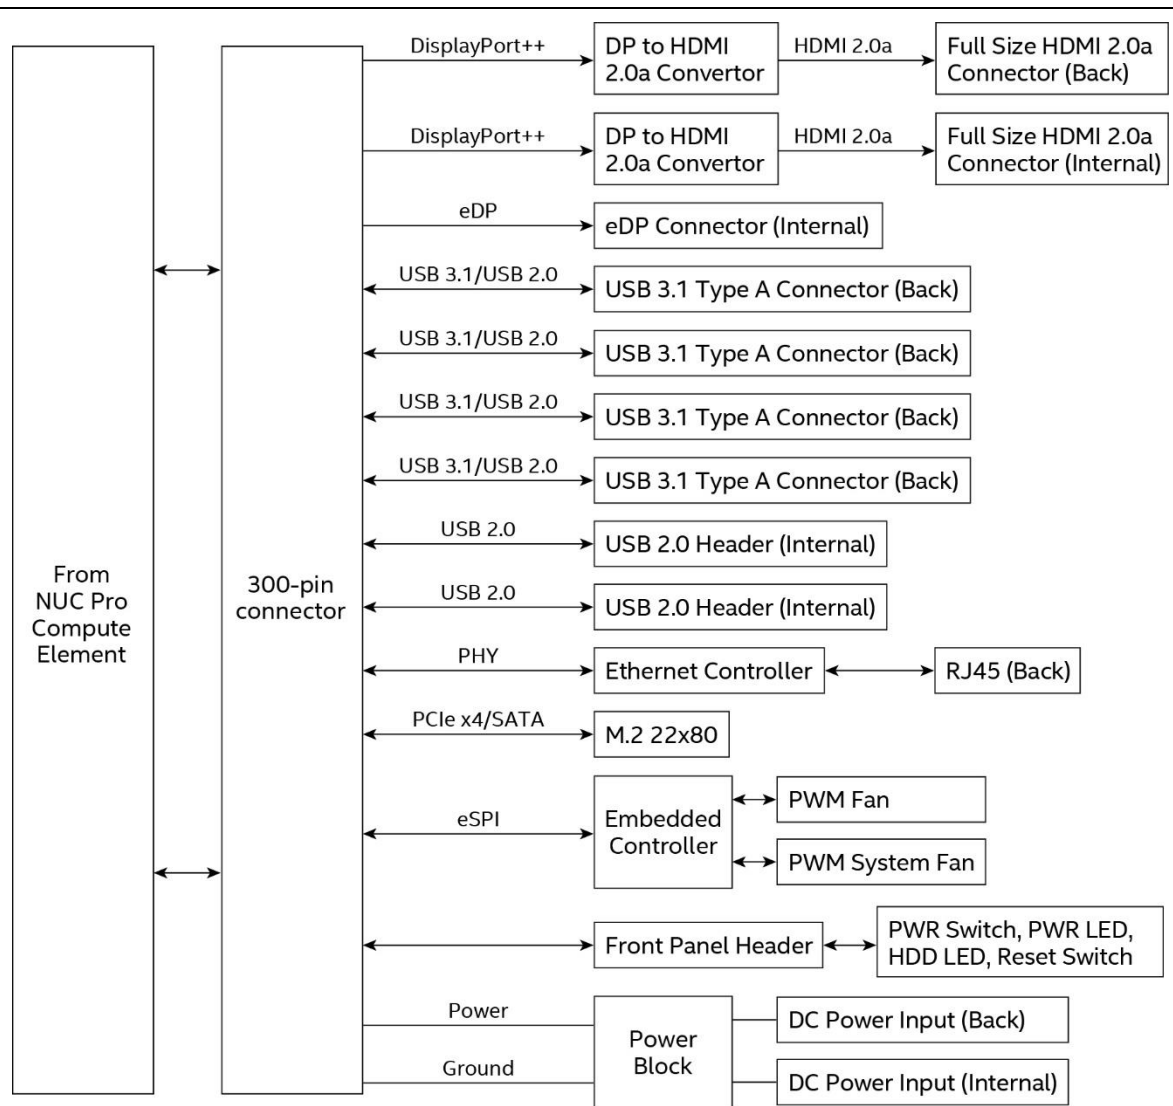 DisplayPort++
DP to HDMI
2.0a Convertor
HDMI 2.0a
Full Size HDMI 2.0a
Connector (Back)
DisplayPort++
DP to HDMI
2.0a Convertor
HDMI 2.0a
Full Size HDMI 2.0a
Connector (Internal)
eDP
eDP Connector (Internal)
USB 3.1/USB 2.0
USB 3.1 Type A Connector (Back)
USB 3.1/USB 2.0
USB 3.1 Type A Connector (Back)
USB 3.1/USB 2.0
USB 3.1 Type A Connector (Back)
USB 3.1/USB 2.0
USB 3.1 Type A Connector (Back)
USB 2.0
USB 2.0 Header (Internal)
From
NUC Pro
Compute
Element
300-pin
connector
USB 2.0
USB 2.0 Header (Internal)
PHY
Ethernet Controller
RJ45 (Back)
PCIe x4/SATA
M.2 22x80
eSPI
Embedded
Controller
PWM Fan
PWM System Fan
Front Panel Header
PWR Switch, PWR LED,
HDD LED, Reset Switch
Power
Ground
Power
Block
DC Power Input (Back)
DC Power Input (Internal)